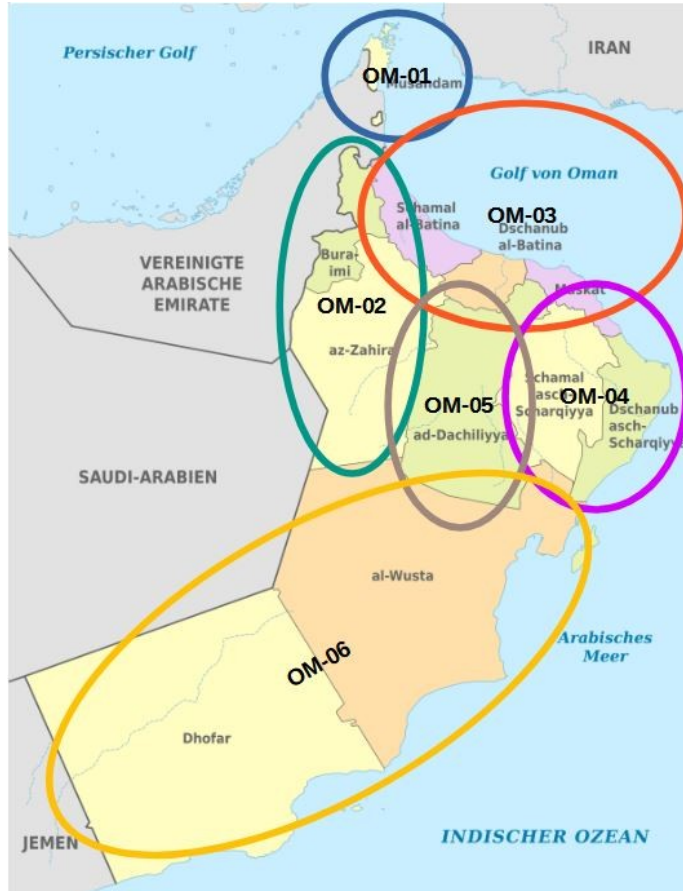 Persischer Golf
IRAN
OM-01
Musandam
Golf von Oman
Schamal
al-Batina
OM-03
Dschanub
al-Batina
VEREINIGTE
ARABISCHE
EMIRATE
Bura-
imi
Maskat
OM-02
az-Zahira
Schamal
asch-
Scharqiyya
OM-04
OM-05
ad-Dachiliyya
Dschanub
asch-
Scharqiyya
SAUDI-ARABIEN
al-Wusta
Arabisches
Meer
OM-06
Dhofar
JEMEN
INDISCHER OZEAN